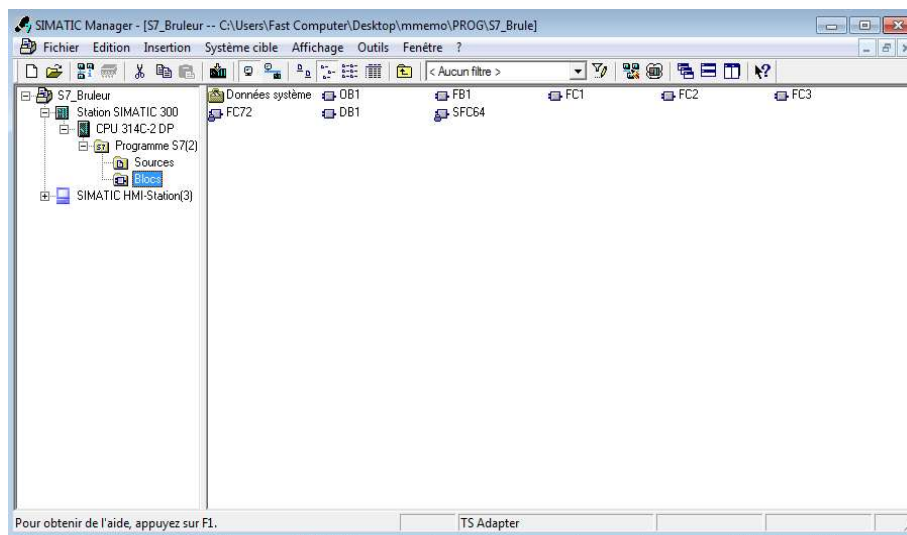 SIMATIC Manager - [S7_Bruleur -- C:\Users\Fast Computer\Desktop\mmemo\PROG\S7_Brule]
Fichier Edition Insertion Système cible Affichage Outils Fenêtre ?
< Aucun filtre >
S7_Bruleur
Station SIMATIC 300
CPU 314C-2 DP
Programme S7(2)
Sources
Blocs
SIMATIC HMI-Station(3)
Données système OB1 FB1 FC1 FC2 FC3
FC72 DB1 SFC64
Pour obtenir de l'aide, appuyez sur F1.
TS Adapter